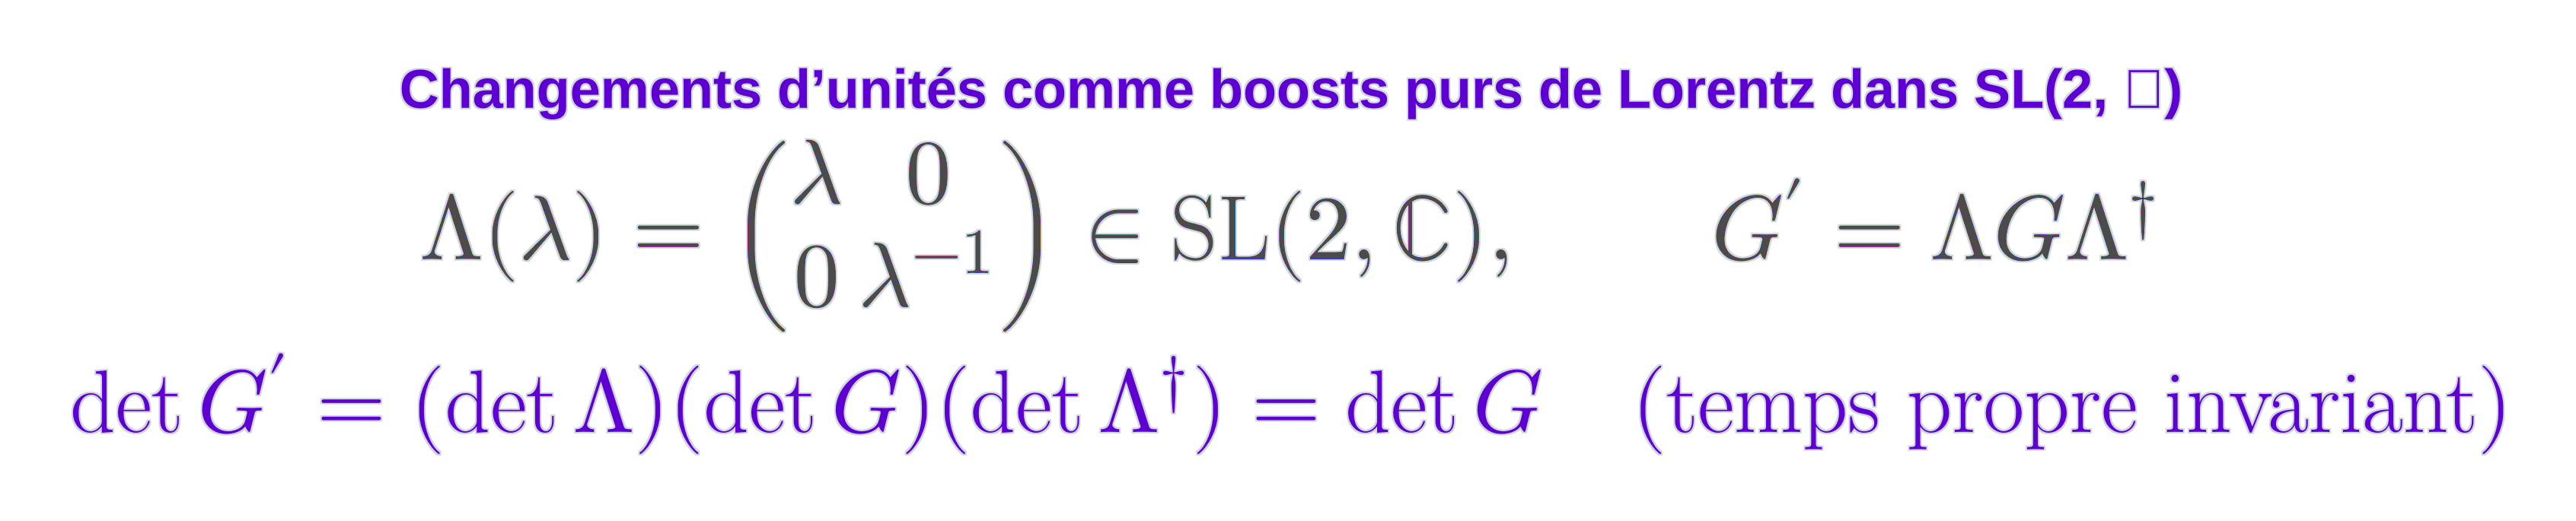 Changements d’unités comme boosts purs de Lorentz dans SL(2, □)
Λ(λ) = (λ 0; 0 λ⁻¹) ∈ SL(2, ℂ), G′ = ΛGΛ†
det G′ = (det Λ)(det G)(det Λ†) = det G (temps propre invariant)